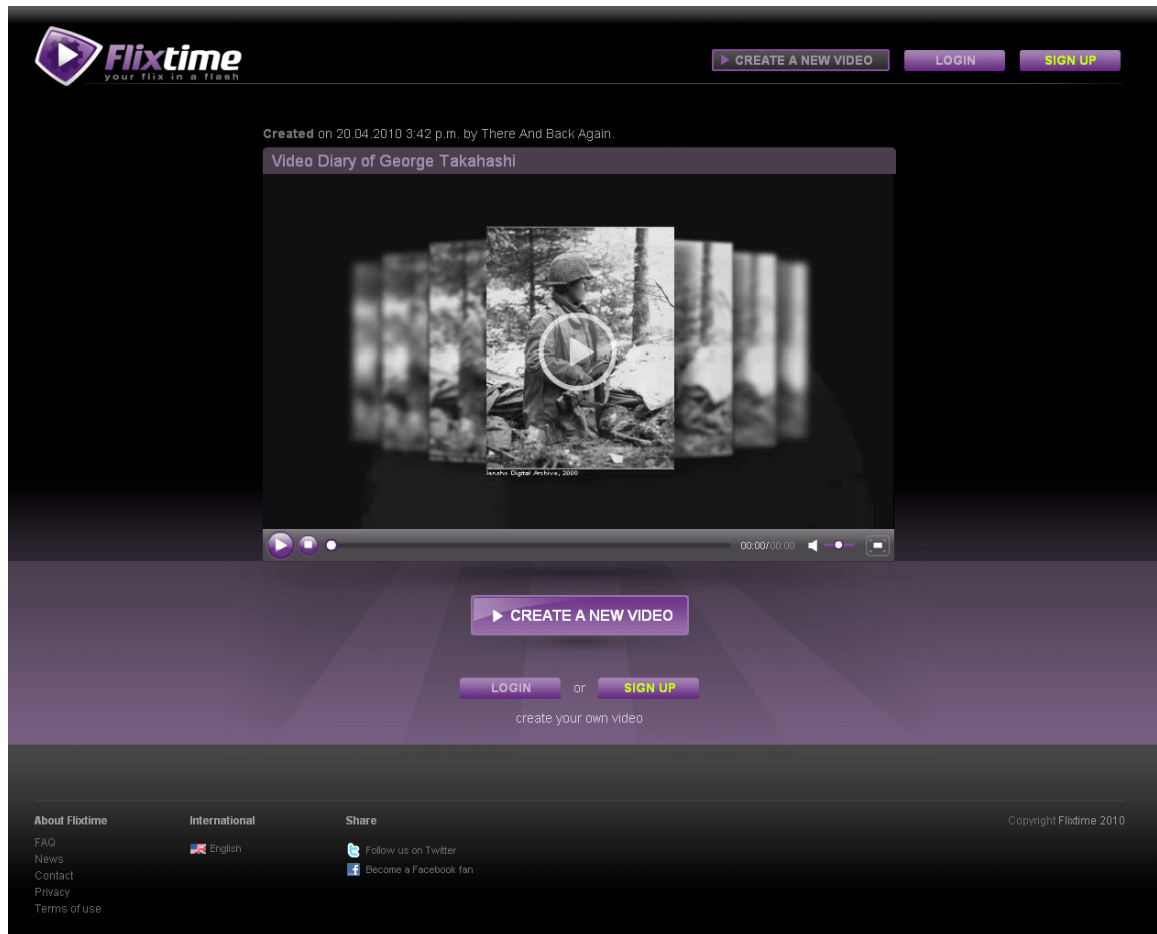 Flixtime
your flix in a flash
CREATE A NEW VIDEO
LOGIN
SIGN UP
Created on 20.04.2010 3:42 p.m. by There And Back Again.
Video Diary of George Takahashi
Digital Archive, 2008
00:00/00:00
CREATE A NEW VIDEO
LOGIN or SIGN UP
create your own video
About Flixtime
FAQ
News
Contact
Privacy
Terms of use
International
English
Share
Follow us on Twitter
Become a Facebook fan
Copyright Flixtime 2010